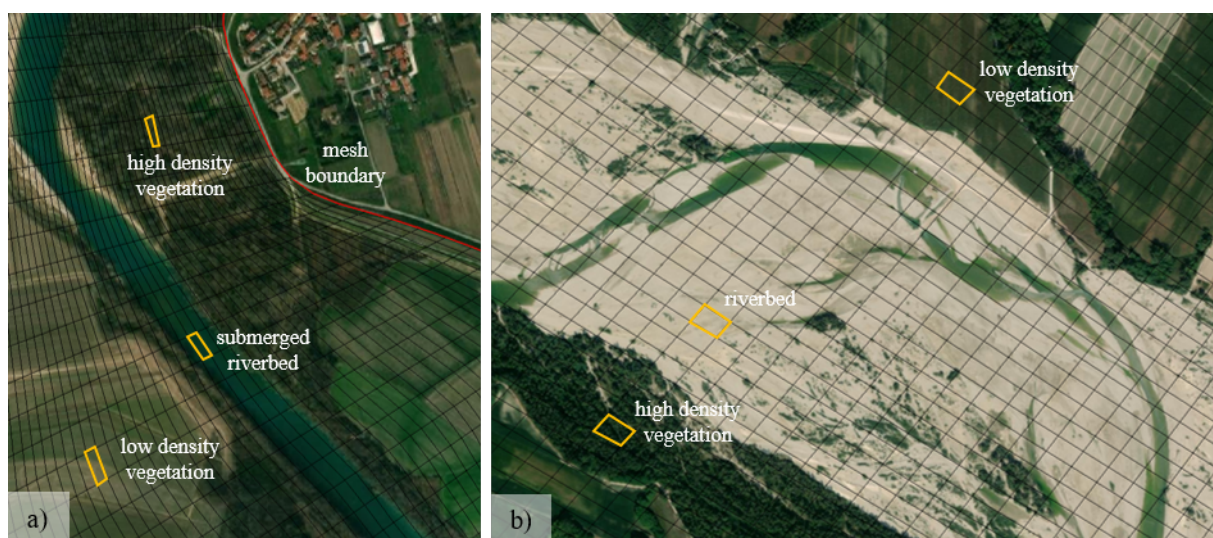 high density
vegetation
mesh
boundary
submerged
riverbed
low density
vegetation
a)
low density
vegetation
riverbed
high density
vegetation
b)